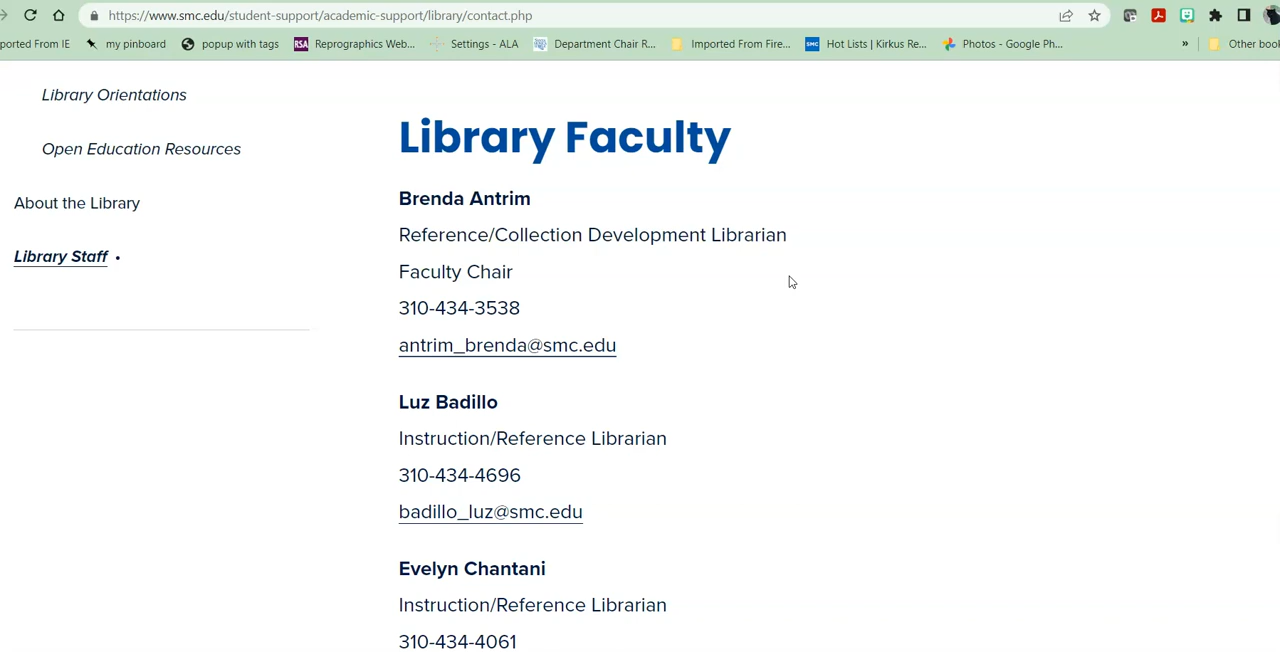 https://www.smc.edu/student-support/academic-support/library/contact.php
ported From IE
my pinboard
popup with tags
RSA
Reprographics Web...
Settings - ALA
Department Chair R...
Imported From Fire...
SMC
Hot Lists | Kirkus Re...
Photos - Google Ph...
»
Other book
Library Orientations
Open Education Resources
About the Library
Library Staff •
Library Faculty
Brenda Antrim
Reference/Collection Development Librarian
Faculty Chair
310-434-3538
antrim_brenda@smc.edu
Luz Badillo
Instruction/Reference Librarian
310-434-4696
badillo_luz@smc.edu
Evelyn Chantani
Instruction/Reference Librarian
310-434-4061